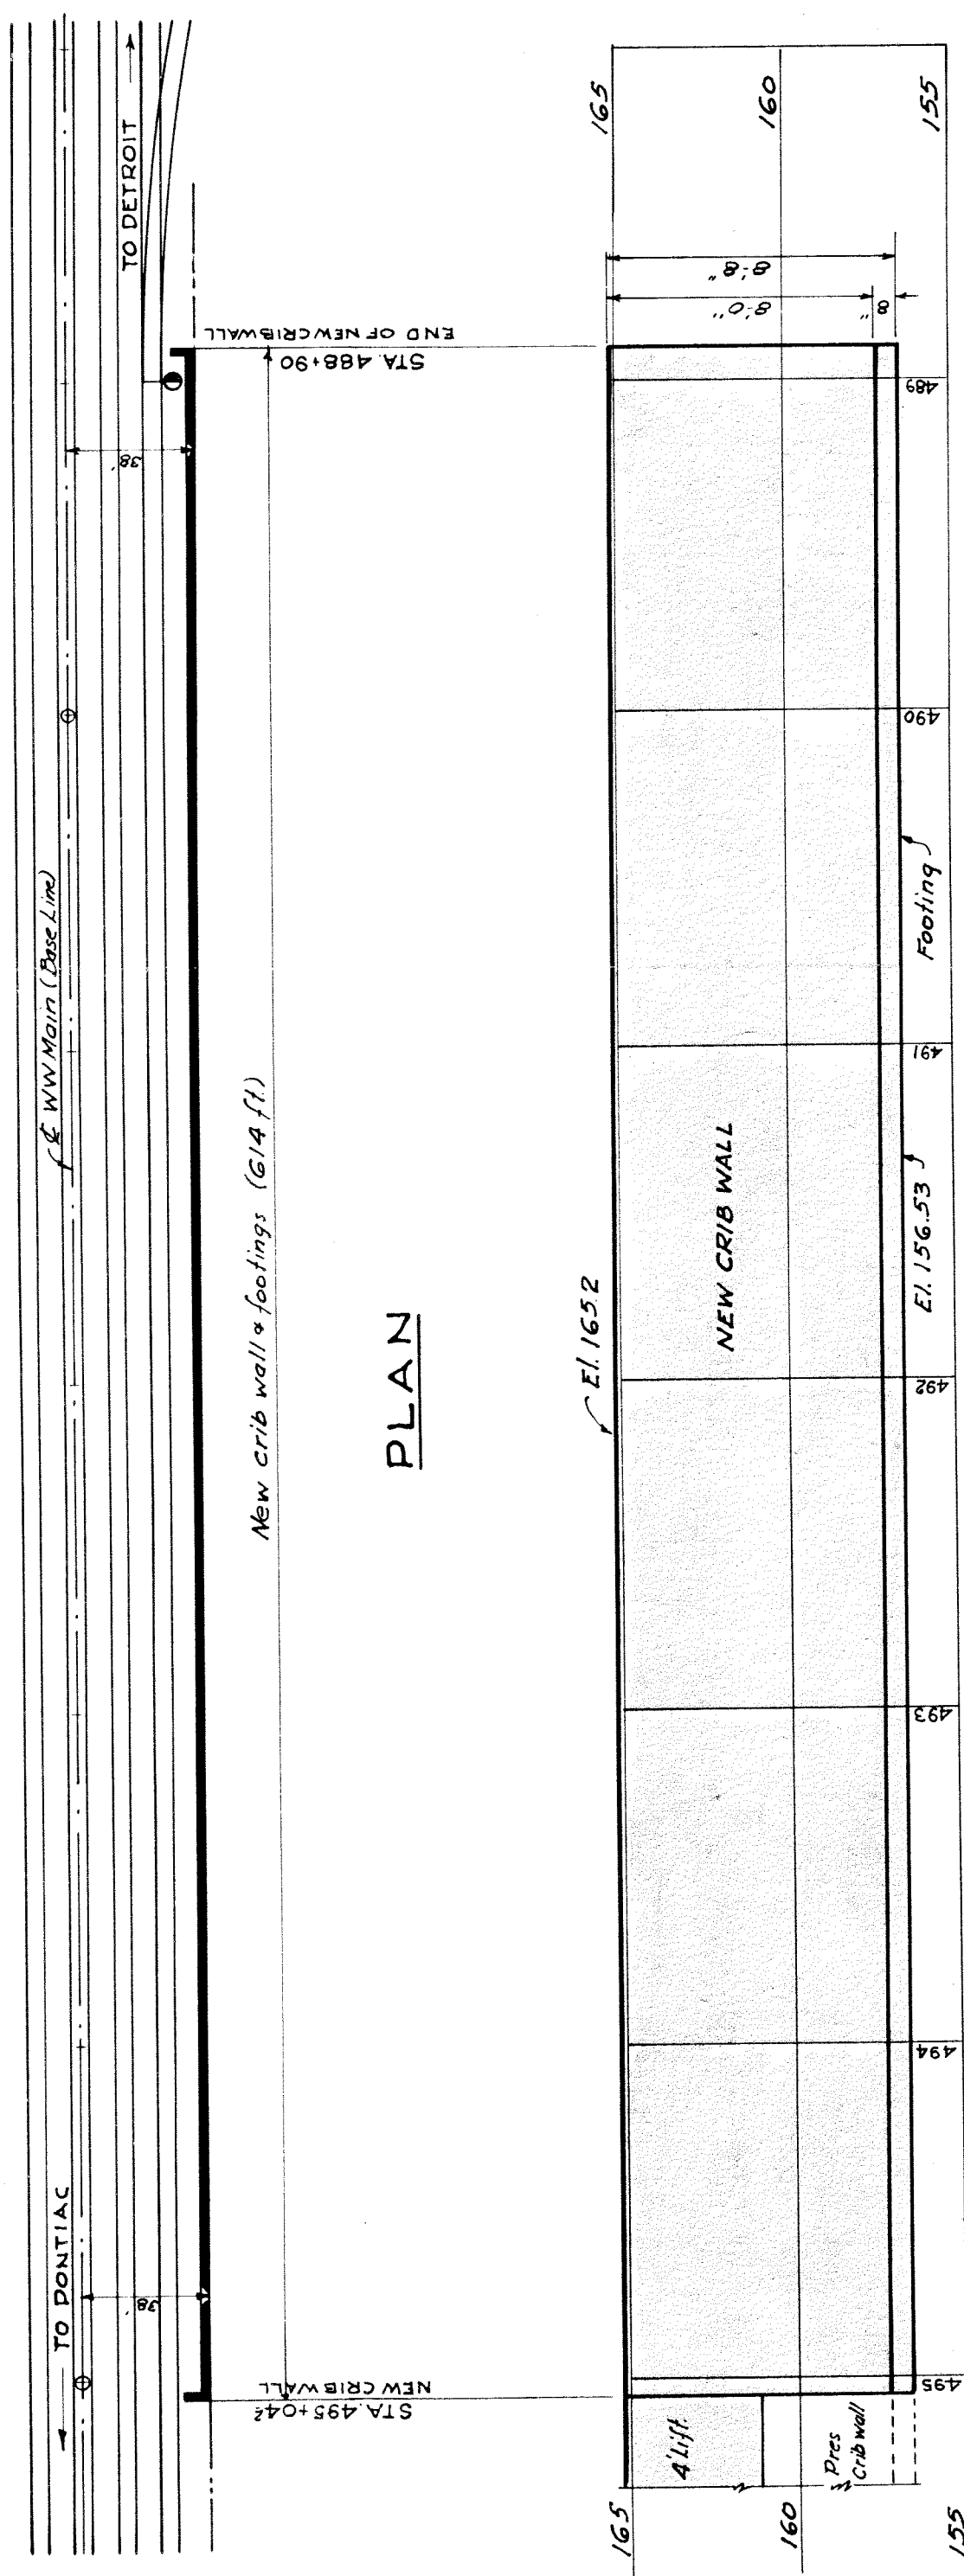 TO PONTIAC
℄ WW Main (Base Line)
TO DETROIT
38'
38'
STA. 495+04²
NEW CRIB WALL
New crib wall & footings (614 ft.)
END OF NEW CRIB WALL
STA. 488+90
PLAN
165
160
155
4' Lift
Pres
Crib wall
El. 165.2
NEW CRIB WALL
El. 156.53
Footing
495
494
493
492
491
490
489
8'-0"
8"
8'-8"
165
160
155